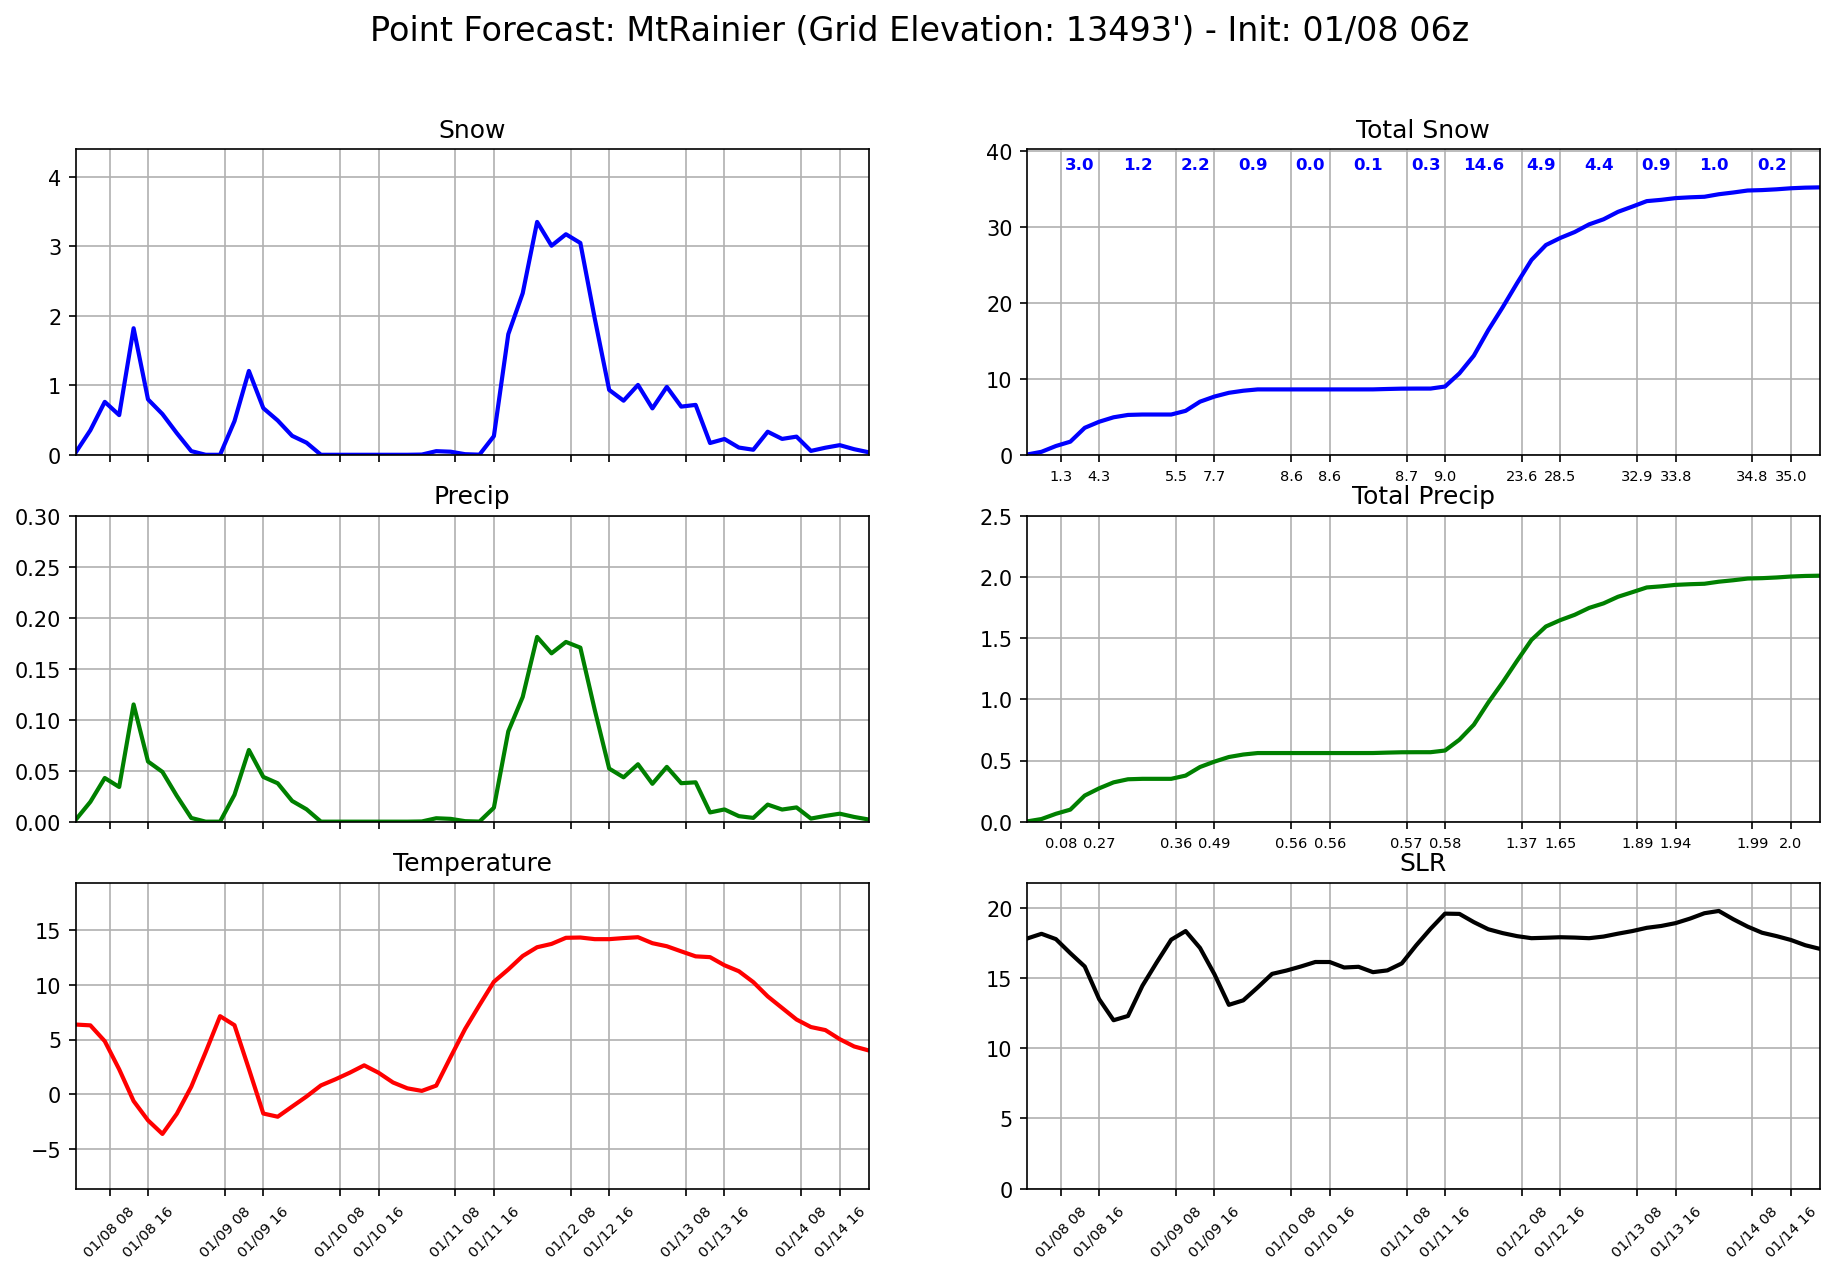 Point Forecast: MtRainier (Grid Elevation: 13493') - Init: 01/08 06z
Snow
4
3
2
1
0
Total Snow
3.0 1.2 2.2 0.9 0.0 0.1 0.3 14.6 4.9 4.4 0.9 1.0 0.2
40
30
20
10
0
1.3 4.3 5.5 7.7 8.6 8.6 8.7 9.0 23.6 28.5 32.9 33.8 34.8 35.0
Precip
0.30
0.25
0.20
0.15
0.10
0.05
0.00
Total Precip
2.5
2.0
1.5
1.0
0.5
0.0
0.08 0.27 0.36 0.49 0.56 0.56 0.57 0.58 1.37 1.65 1.89 1.94 1.99 2.0
Temperature
15
10
5
0
−5
01/08 08 01/08 16 01/09 08 01/09 16 01/10 08 01/10 16 01/11 08 01/11 16 01/12 08 01/12 16 01/13 08 01/13 16 01/14 08 01/14 16
SLR
20
15
10
5
0
01/08 08 01/08 16 01/09 08 01/09 16 01/10 08 01/10 16 01/11 08 01/11 16 01/12 08 01/12 16 01/13 08 01/13 16 01/14 08 01/14 16